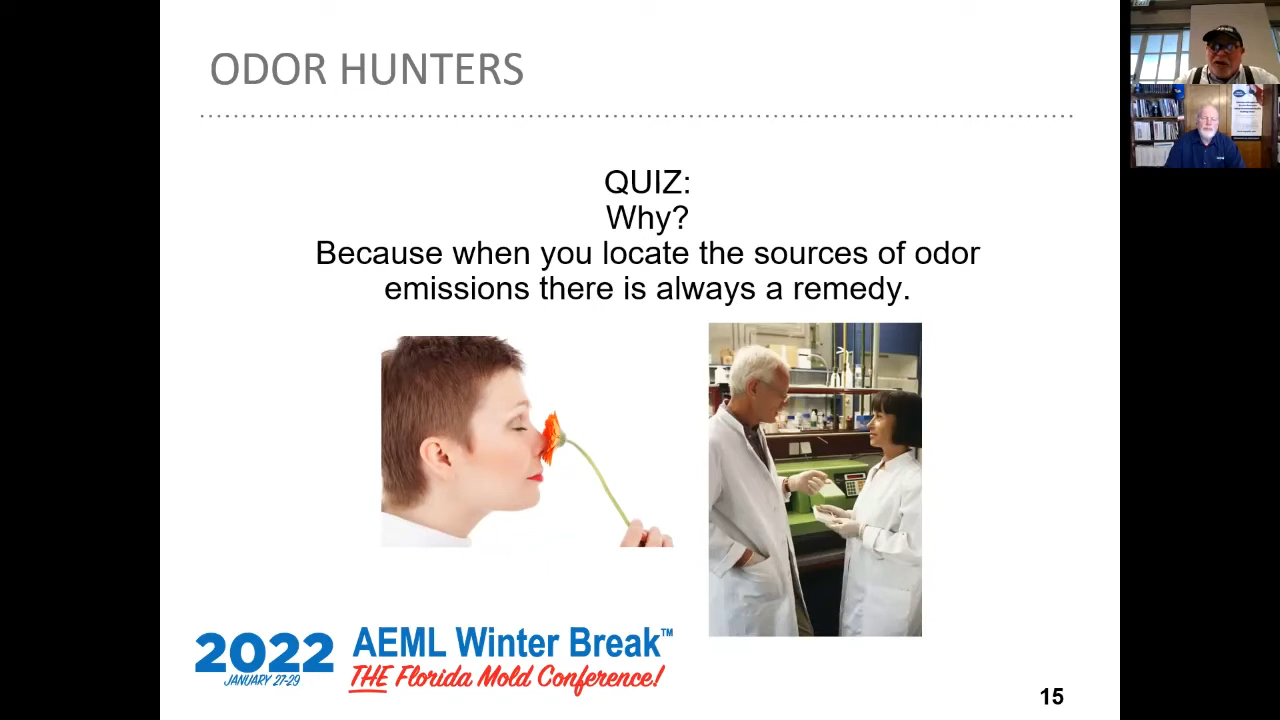 ODOR HUNTERS
QUIZ:
Why?
Because when you locate the sources of odor
emissions there is always a remedy.
2022
JANUARY 27-29
AEML Winter Break™
THE Florida Mold Conference!
15